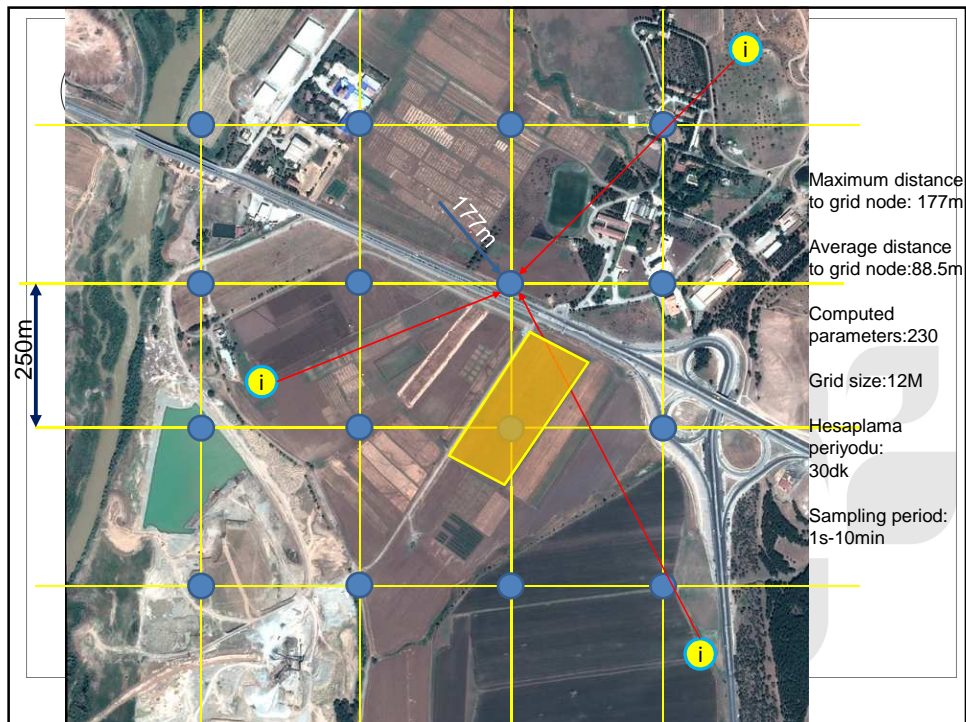 i
177m
250m
i
i
Maximum distance
to grid node: 177m
Average distance
to grid node:88.5m
Computed
parameters:230
Grid size:12M
Hesaplama
periyodu:
30dk
Sampling period:
1s-10min